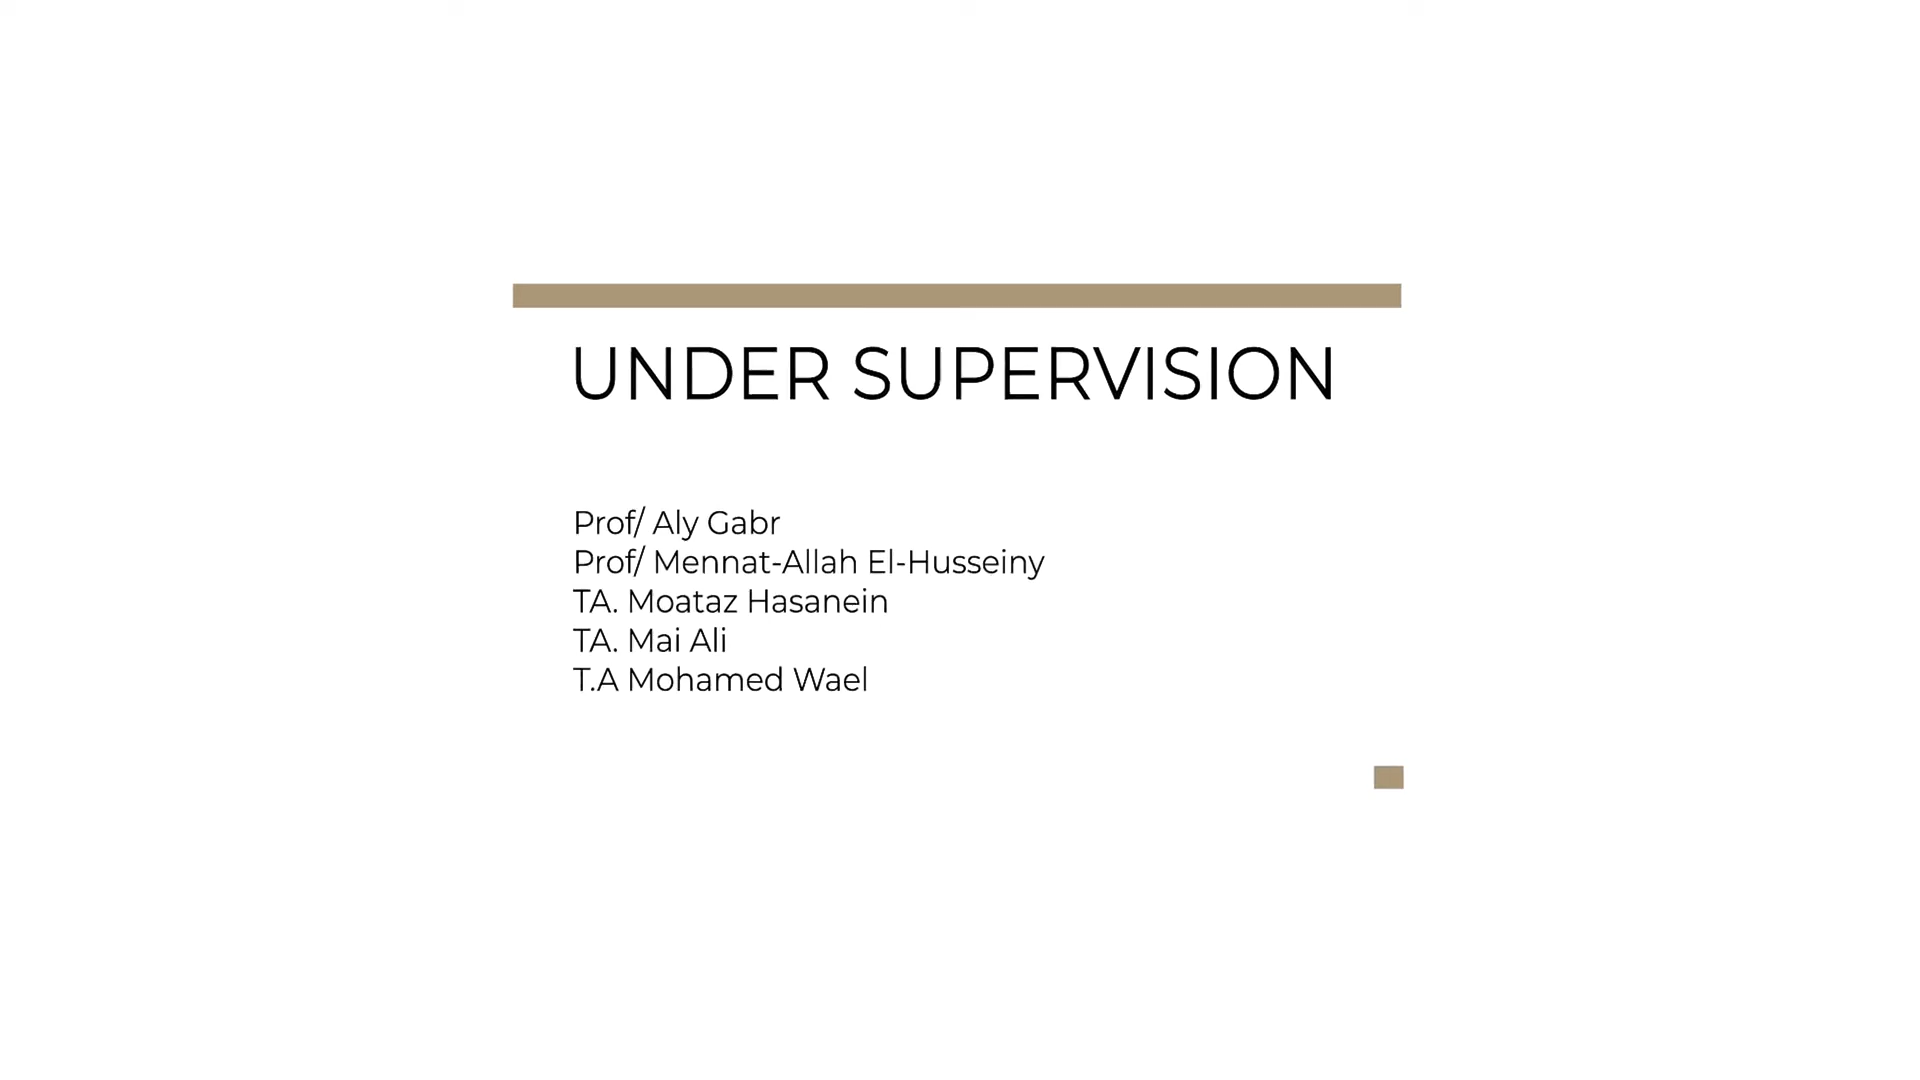 UNDER SUPERVISION
Prof/ Aly Gabr
Prof/ Mennat-Allah El-Husseiny
TA. Moataz Hasanein
TA. Mai Ali
T.A Mohamed Wael